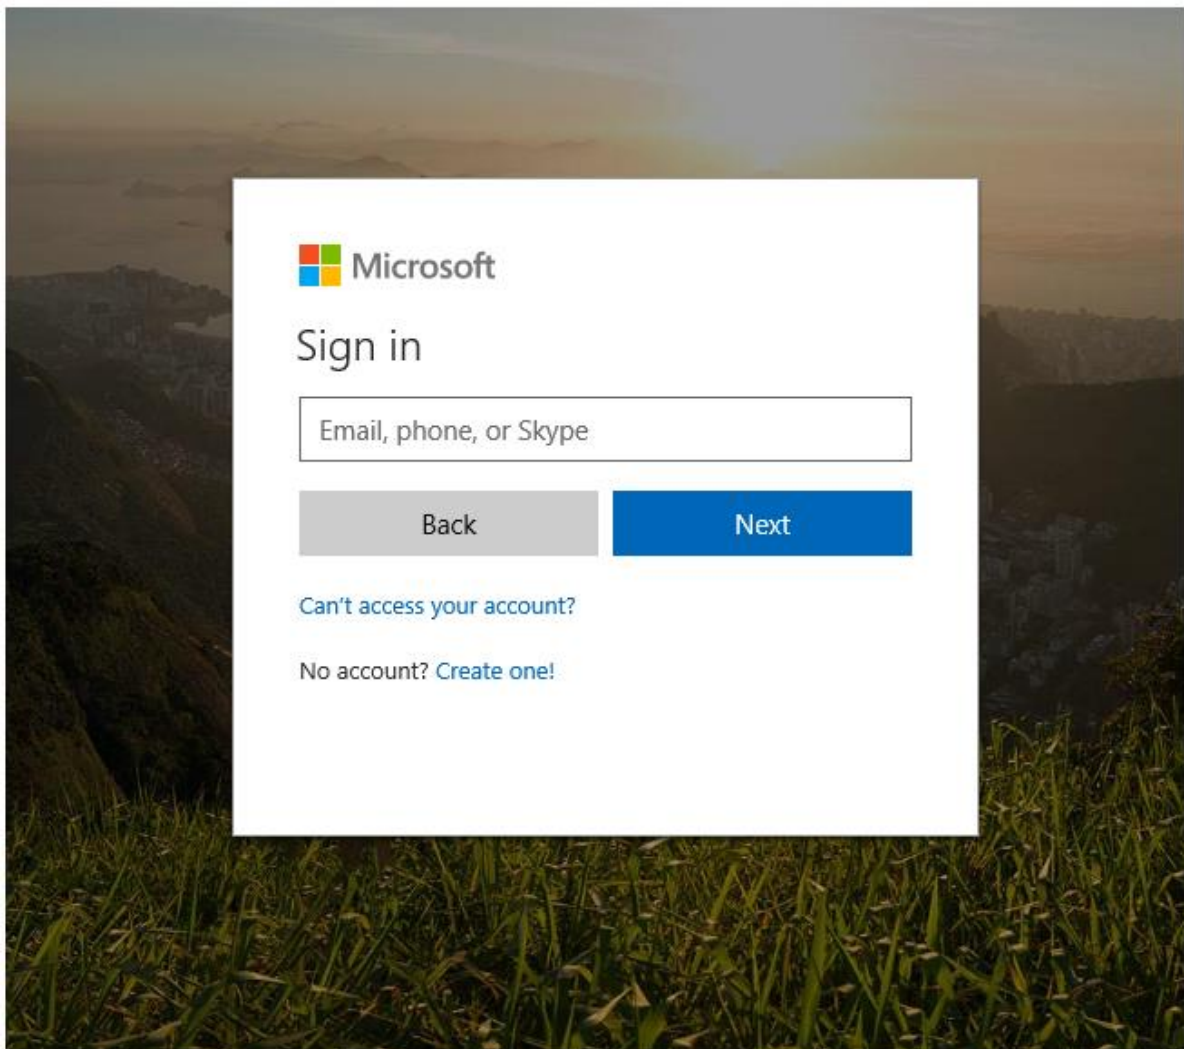 Microsoft
Sign in
Email, phone, or Skype
Back
Next
Can't access your account?
No account? Create one!